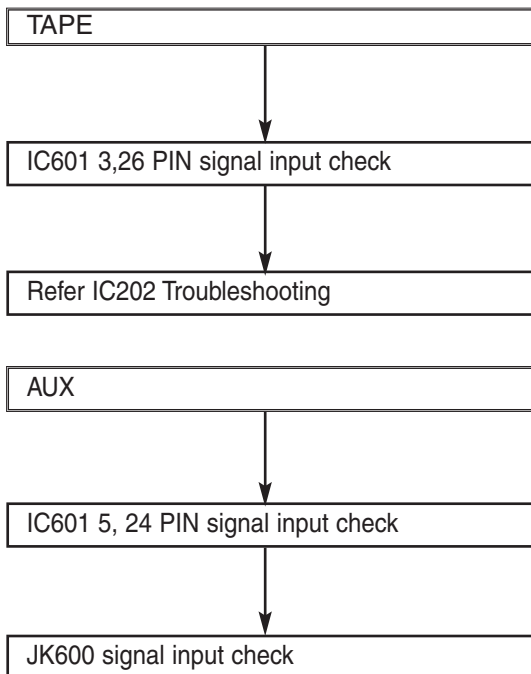 TAPE
IC601 3,26 PIN signal input check
Refer IC202 Troubleshooting
AUX
IC601 5, 24 PIN signal input check
JK600 signal input check